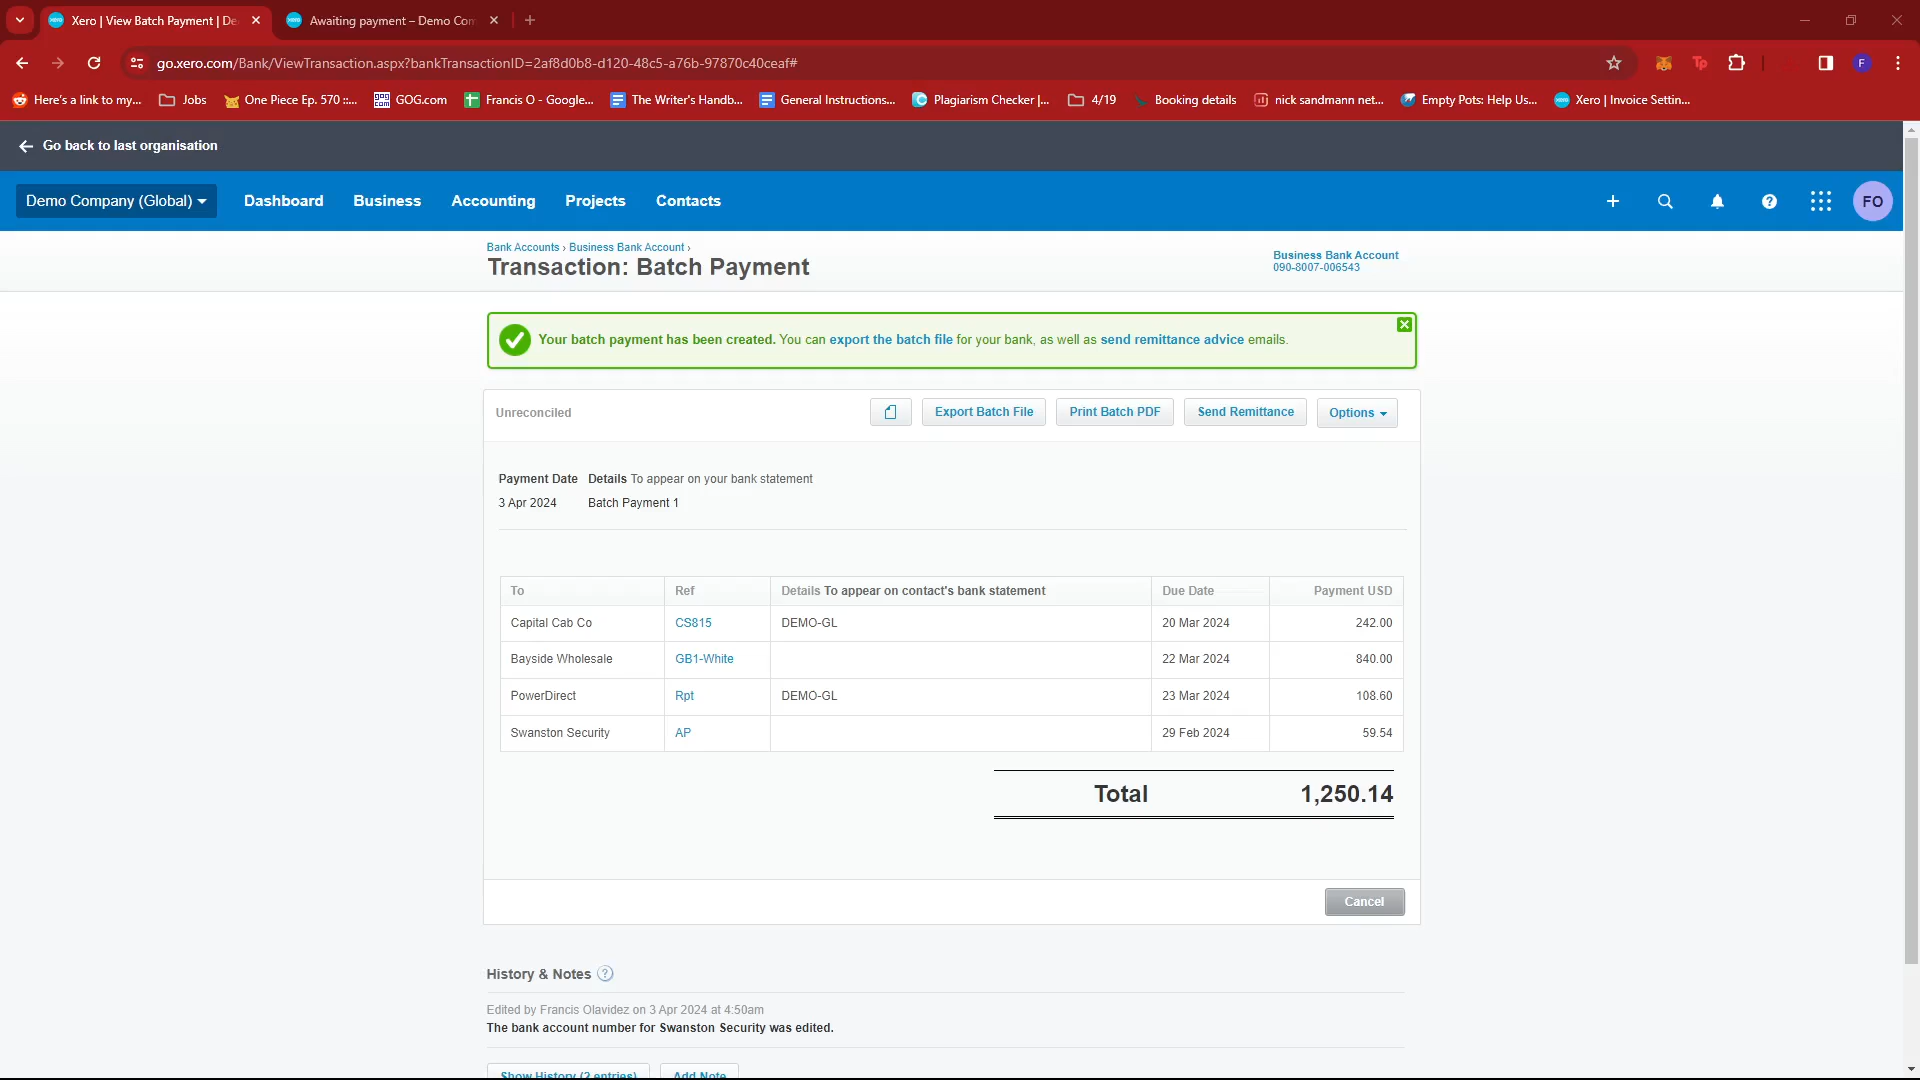 Xero | View Batch Payment | De
Awaiting payment – Demo Com
go.xero.com/Bank/ViewTransaction.aspx?bankTransactionID=2af8d0b8-d120-48c5-a76b-97870c40ceaf#
Tp
F
Here's a link to my...
Jobs
One Piece Ep. 570 ::...
GOG.com
Francis O - Google...
The Writer's Handb...
General Instructions...
Plagiarism Checker |...
4/19
Booking details
nick sandmann net...
Empty Pots: Help Us...
Xero | Invoice Settin...
Go back to last organisation
Demo Company (Global)
Dashboard
Business
Accounting
Projects
Contacts
FO
Bank Accounts › Business Bank Account ›
Transaction: Batch Payment
Business Bank Account
090-8007-006543
Your batch payment has been created. You can export the batch file for your bank, as well as send remittance advice emails.
Unreconciled
Export Batch File
Print Batch PDF
Send Remittance
Options
Payment Date Details To appear on your bank statement
3 Apr 2024 Batch Payment 1
To Ref Details To appear on contact's bank statement Due Date Payment USD
Capital Cab Co CS815 DEMO-GL 20 Mar 2024 242.00
Bayside Wholesale GB1-White 22 Mar 2024 840.00
PowerDirect Rpt DEMO-GL 23 Mar 2024 108.60
Swanston Security AP 29 Feb 2024 59.54
Total 1,250.14
Cancel
History & Notes ?
Edited by Francis Olavidez on 3 Apr 2024 at 4:50am
The bank account number for Swanston Security was edited.
Show History (2 entries)
Add Note